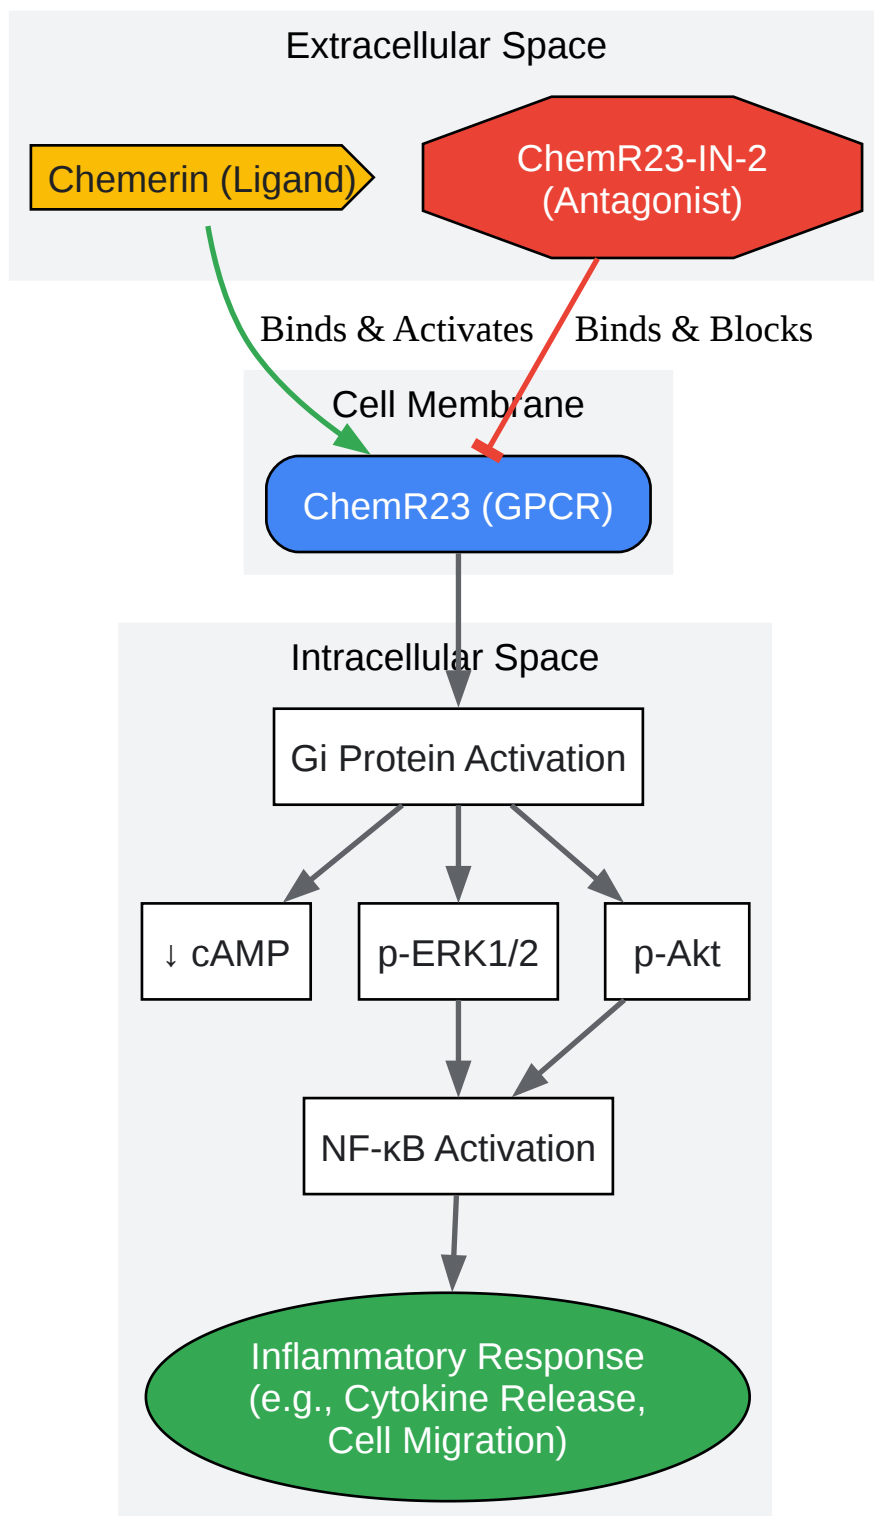 Extracellular Space
Chemerin (Ligand)
ChemR23-IN-2
(Antagonist)
Binds & Activates
Binds & Blocks
Cell Membrane
ChemR23 (GPCR)
Intracellular Space
Gi Protein Activation
↓ cAMP
p-ERK1/2
p-Akt
NF-κB Activation
Inflammatory Response
(e.g., Cytokine Release,
Cell Migration)